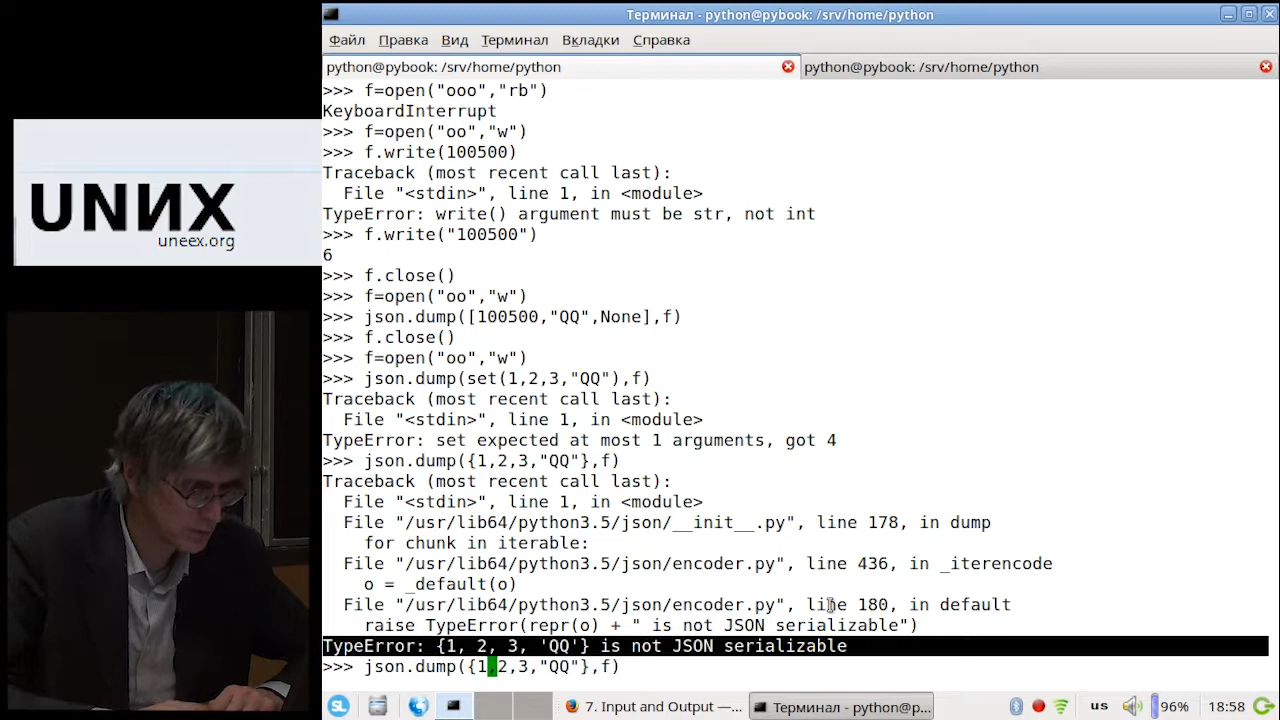 Терминал - python@pybook: /srv/home/python
Файл Правка Вид Терминал Вкладки Справка
python@pybook: /srv/home/python python@pybook: /srv/home/python
>>> f=open("ooo","rb")
KeyboardInterrupt
>>> f=open("oo","w")
>>> f.write(100500)
Traceback (most recent call last):
  File "<stdin>", line 1, in <module>
TypeError: write() argument must be str, not int
>>> f.write("100500")
6
>>> f.close()
>>> f=open("oo","w")
>>> json.dump([100500,"QQ",None],f)
>>> f.close()
>>> f=open("oo","w")
>>> json.dump(set(1,2,3,"QQ"),f)
Traceback (most recent call last):
  File "<stdin>", line 1, in <module>
TypeError: set expected at most 1 arguments, got 4
>>> json.dump({1,2,3,"QQ"},f)
Traceback (most recent call last):
  File "<stdin>", line 1, in <module>
  File "/usr/lib64/python3.5/json/__init__.py", line 178, in dump
    for chunk in iterable:
  File "/usr/lib64/python3.5/json/encoder.py", line 436, in _iterencode
    o = _default(o)
  File "/usr/lib64/python3.5/json/encoder.py", line 180, in default
    raise TypeError(repr(o) + " is not JSON serializable")
TypeError: {1, 2, 3, 'QQ'} is not JSON serializable
>>> json.dump({1,2,3,"QQ"},f)
UNИX
uneex.org
SL 7. Input and Output —... Терминал - python@p... us 96% 18:58